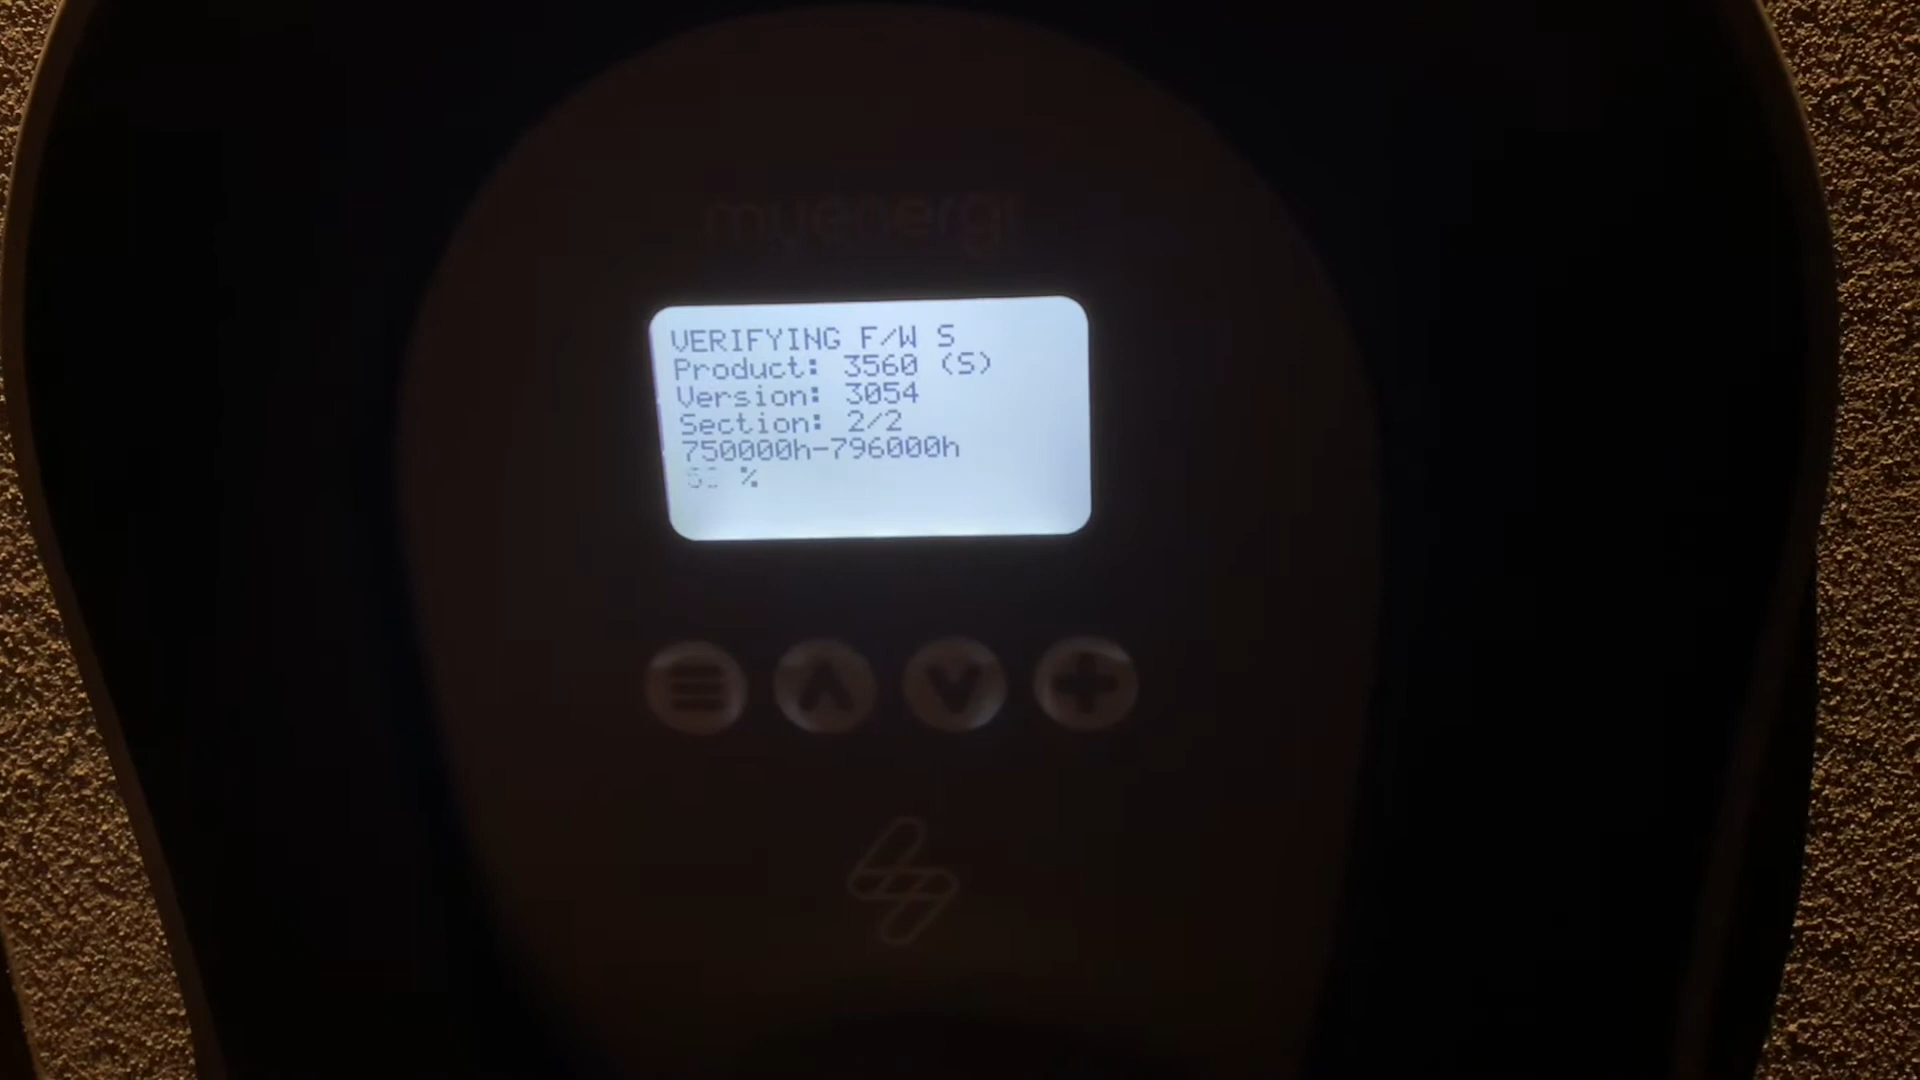 myenergi
VERIFYING F/W S
Product: 3560 (S)
Version: 3054
Section: 2/2
750000h-796000h
%